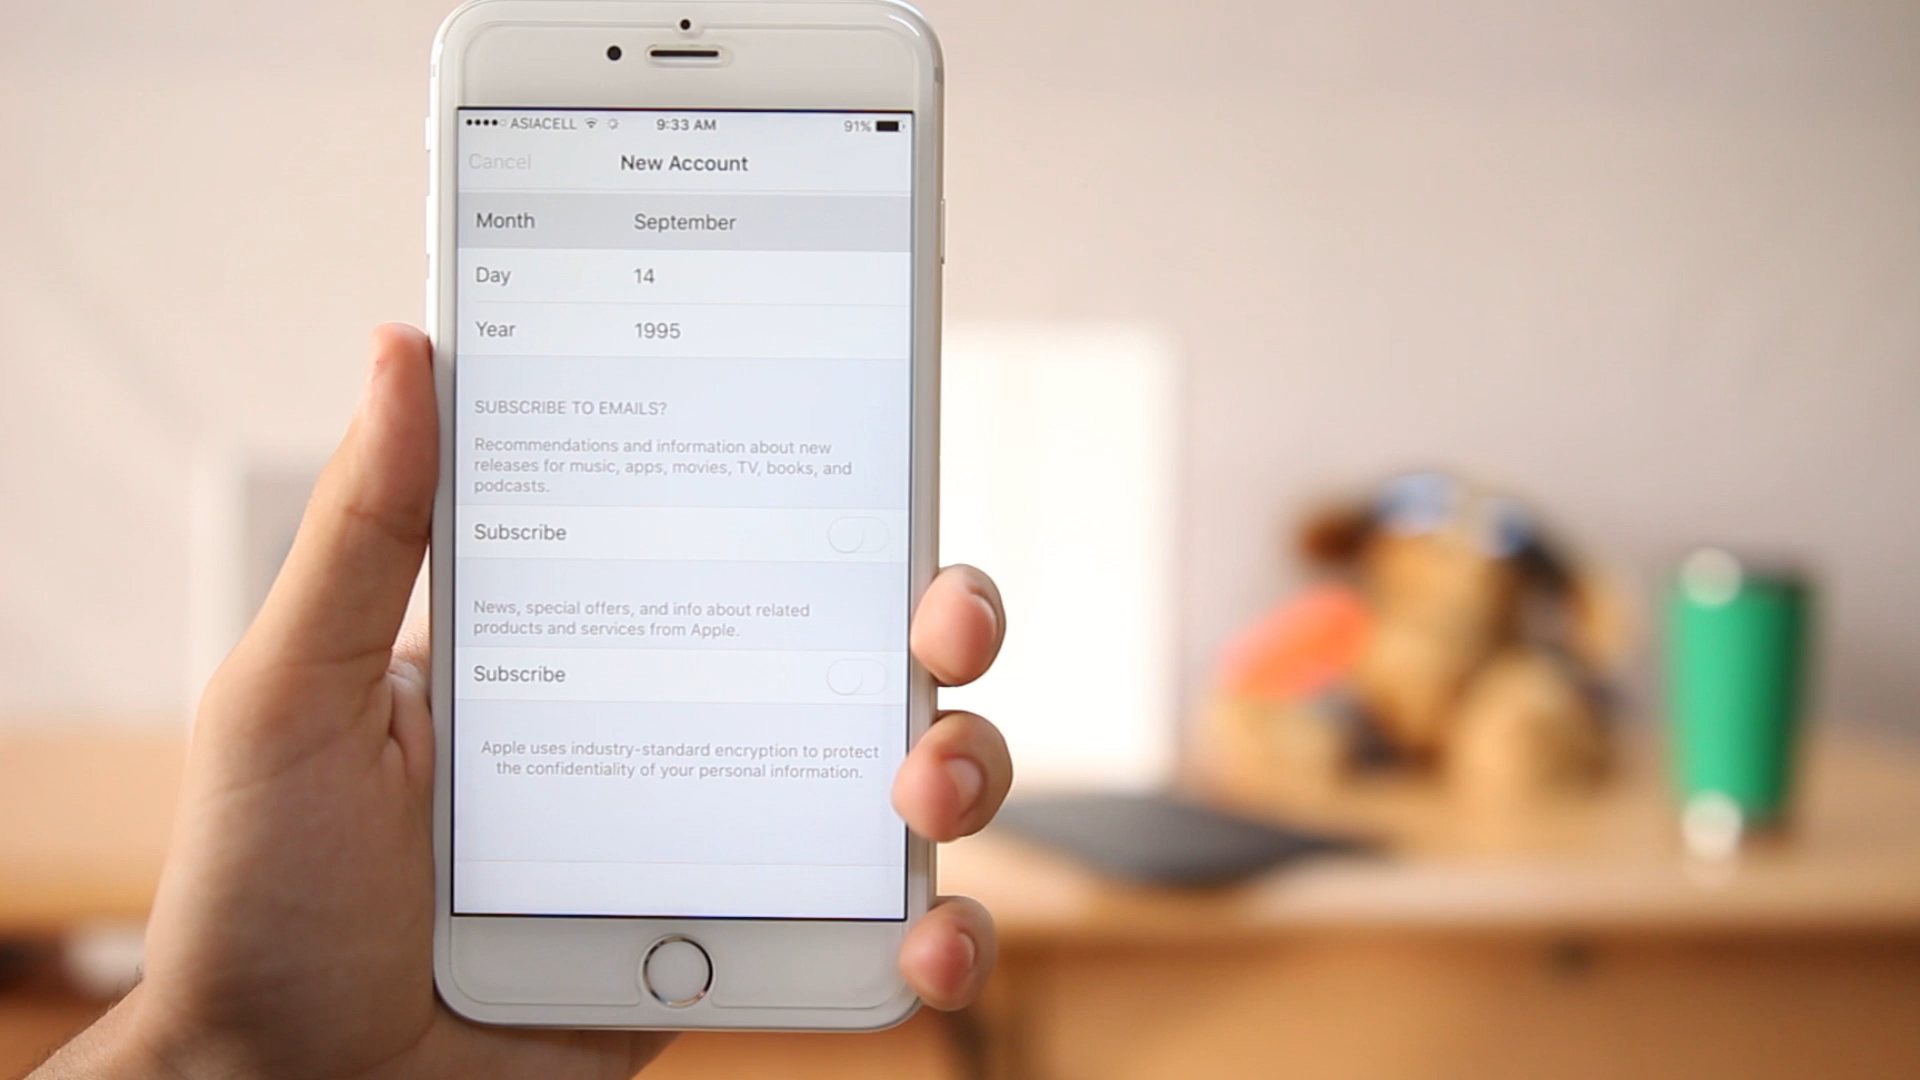 ASIACELL 9:33 AM 91%
Cancel New Account
Month September
Day 14
Year 1995
SUBSCRIBE TO EMAILS?
Recommendations and information about new
releases for music, apps, movies, TV, books, and
podcasts.
Subscribe
News, special offers, and info about related
products and services from Apple.
Subscribe
Apple uses industry-standard encryption to protect
the confidentiality of your personal information.